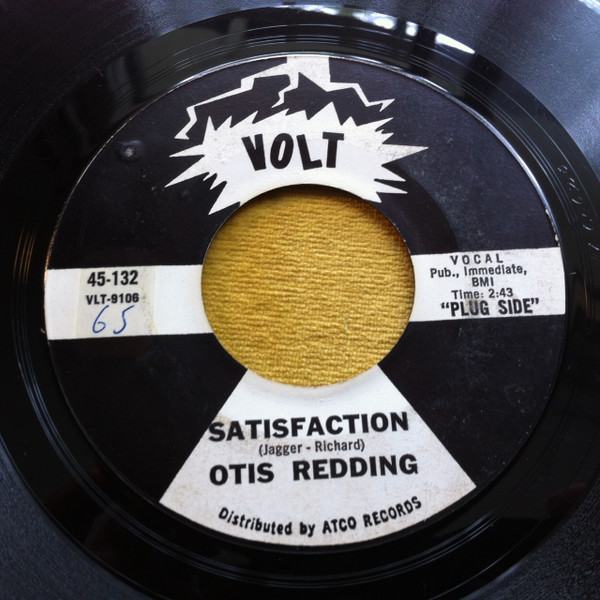 VOLT
45-132
VLT-9106
65
VOCAL
Pub., Immediate,
BMI
Time: 2:43
"PLUG SIDE"
SATISFACTION
(Jagger - Richard)
OTIS REDDING
Distributed by ATCO RECORDS